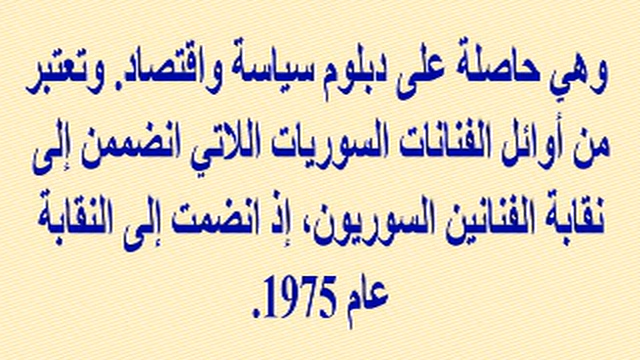 وهي حاصلة على دبلوم سياسة واقتصاد. وتعتبر
من أوائل الفنانات السوريات اللاتي انضممن إلى
نقابة الفنانين السوريون، إذ انضمت إلى النقابة
عام 1975.